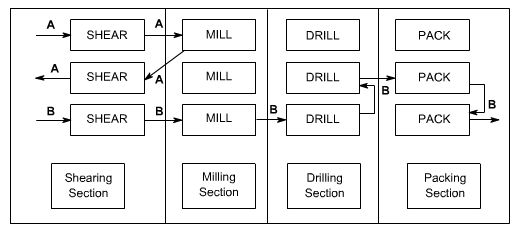 A A
SHEAR MILL DRILL PACK
A
SHEAR MILL DRILL PACK
A
B B
B B B
SHEAR MILL DRILL PACK
Shearing Milling Drilling Packing
Section Section Section Section